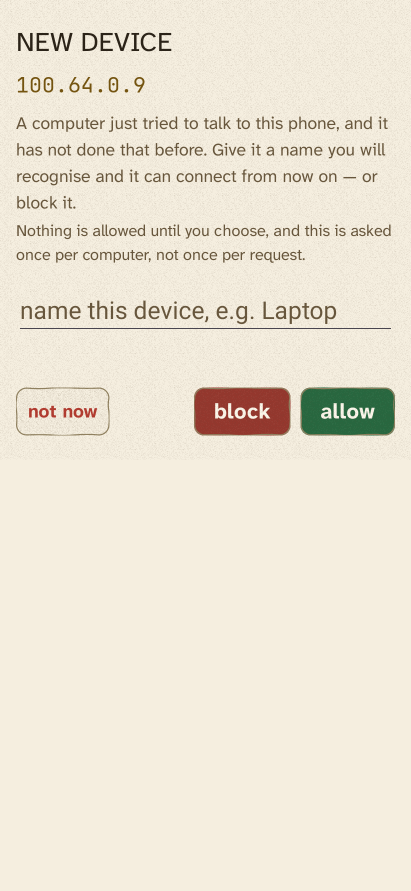 NEW DEVICE
100.64.0.9
A computer just tried to talk to this phone, and it
has not done that before. Give it a name you will
recognise and it can connect from now on — or
block it.
Nothing is allowed until you choose, and this is asked
once per computer, not once per request.
name this device, e.g. Laptop
not now
block
allow